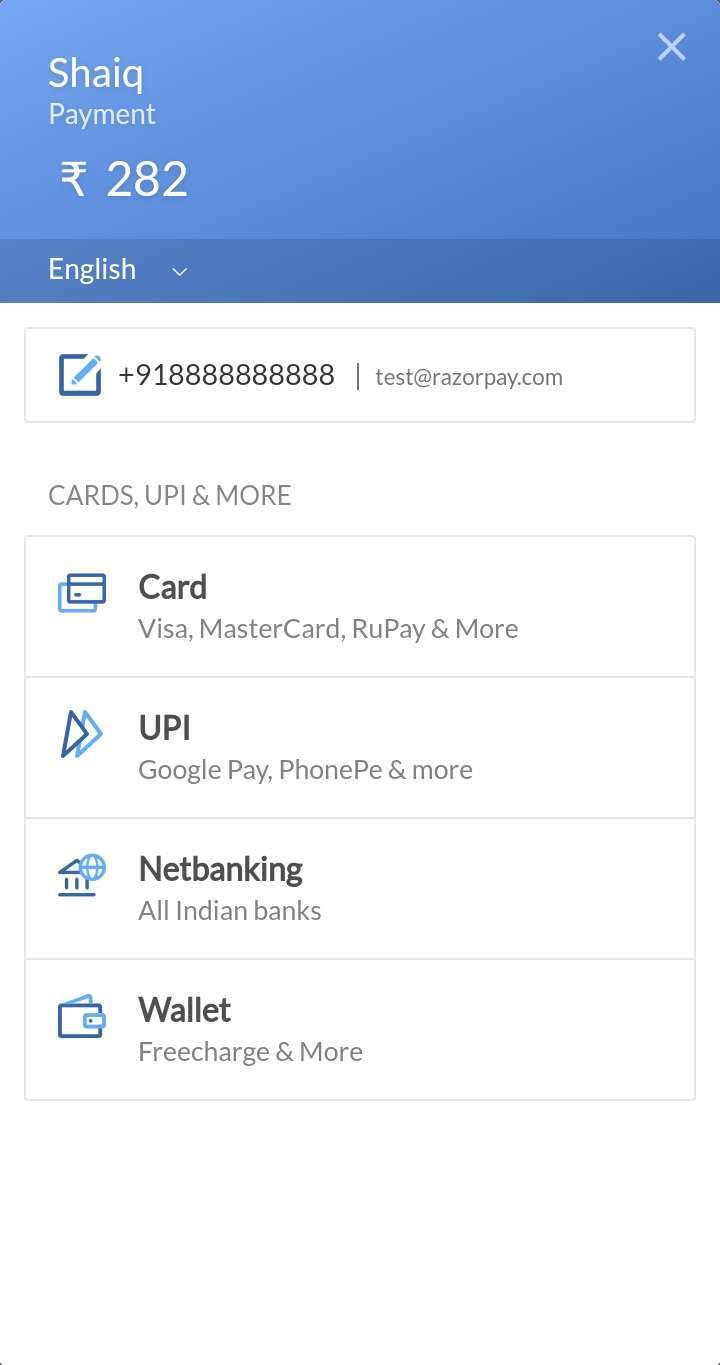 Shaiq
Payment
₹ 282
English
+918888888888 | test@razorpay.com
CARDS, UPI & MORE
Card
Visa, MasterCard, RuPay & More
UPI
Google Pay, PhonePe & more
Netbanking
All Indian banks
Wallet
Freecharge & More